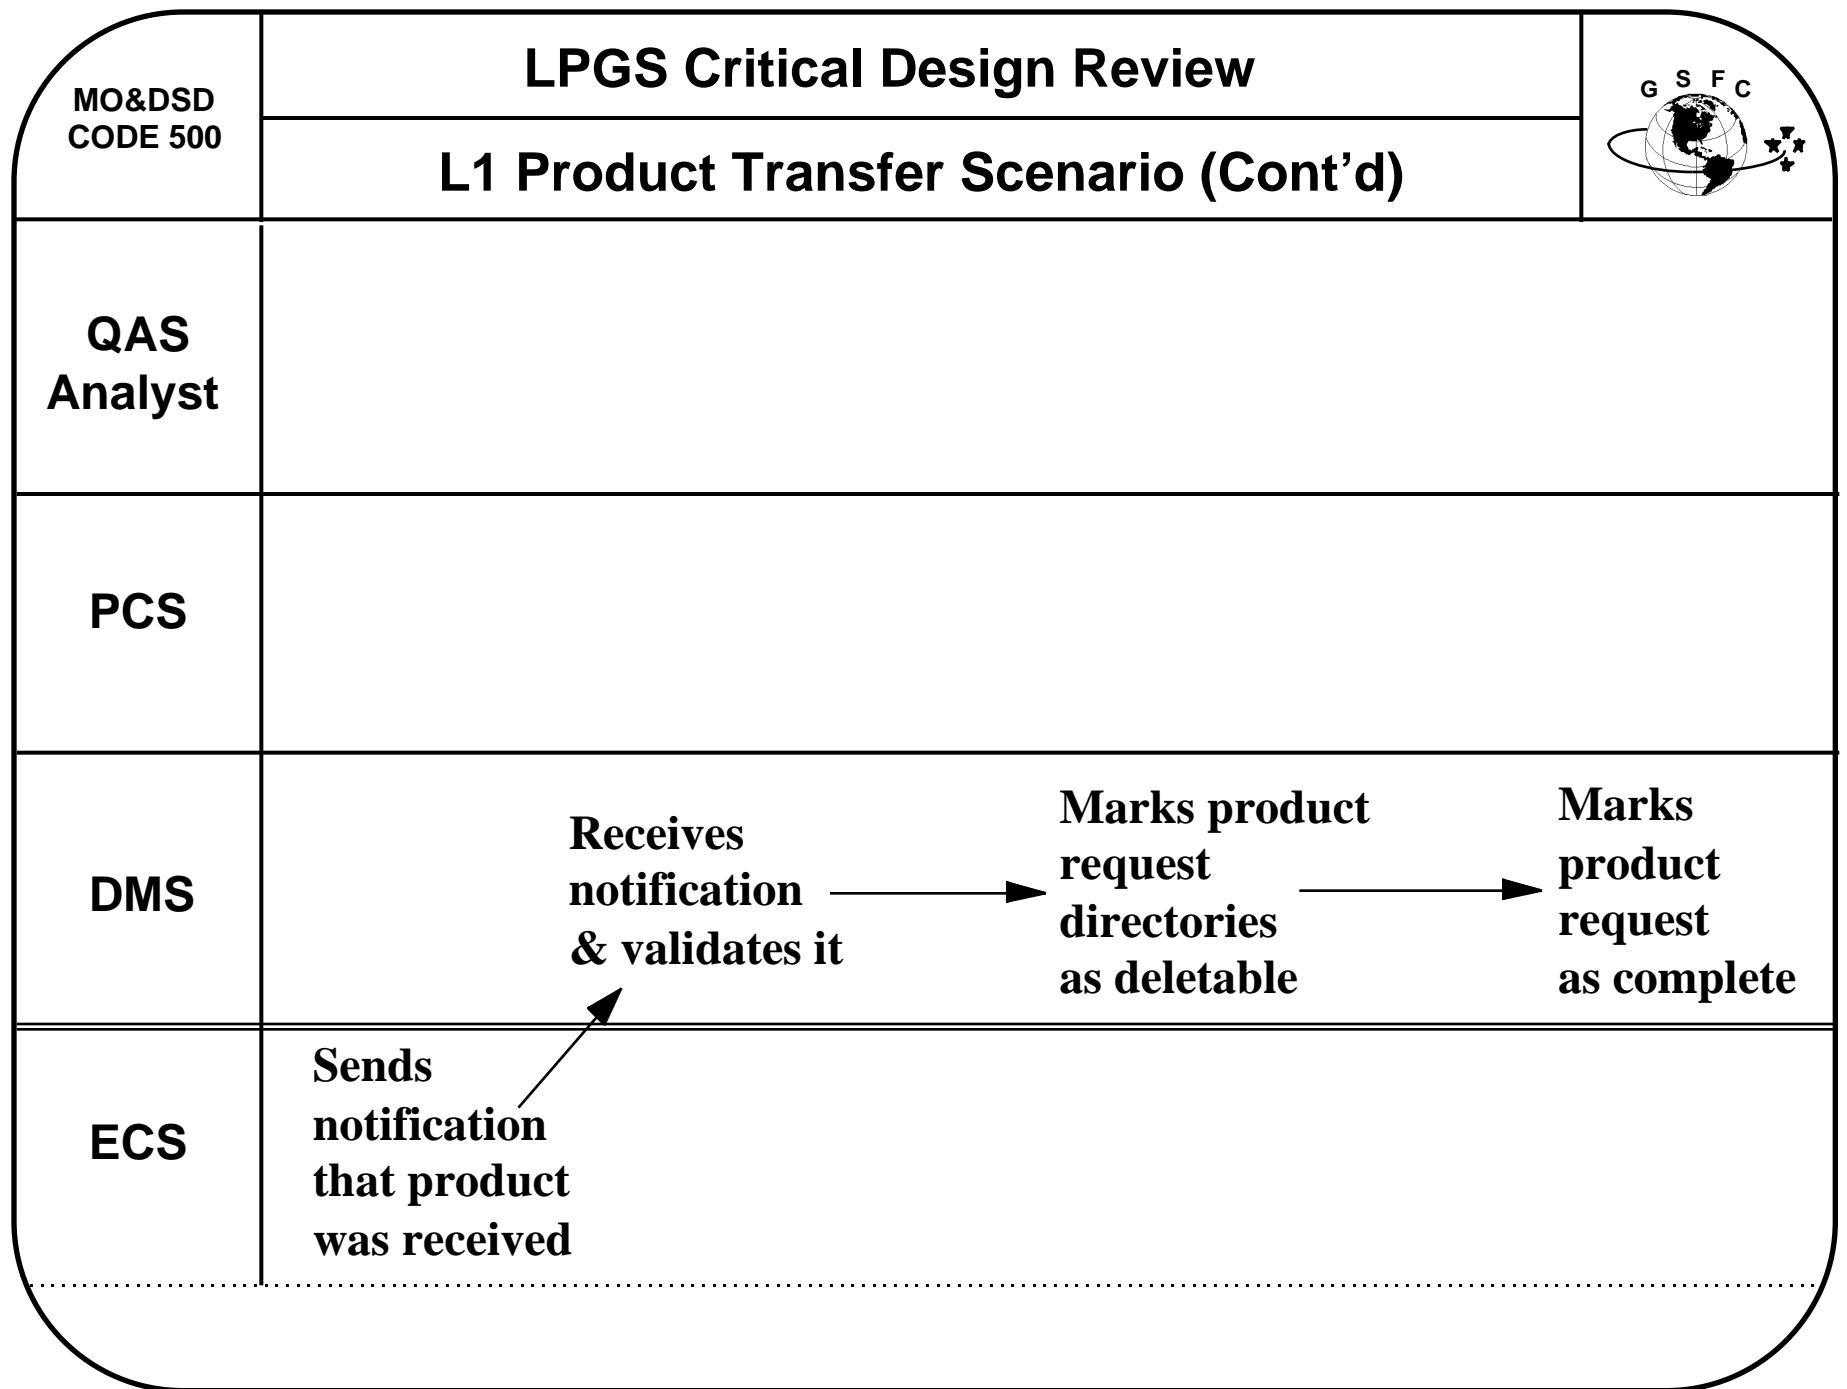 MO&DSD
CODE 500
LPGS Critical Design Review
L1 Product Transfer Scenario (Cont’d)
G S F C
QAS
Analyst
PCS
DMS
Receives
notification
& validates it
Marks product
request
directories
as deletable
Marks
product
request
as complete
ECS
Sends
notification
that product
was received